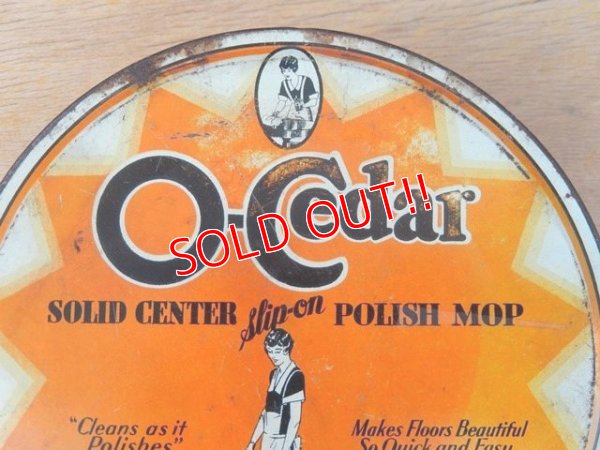 O-Cedar
SOLD OUT!!
SOLID CENTER Slip-on POLISH MOP
"Cleans as it
Polishes"
Makes Floors Beautiful
So Quick and Easy